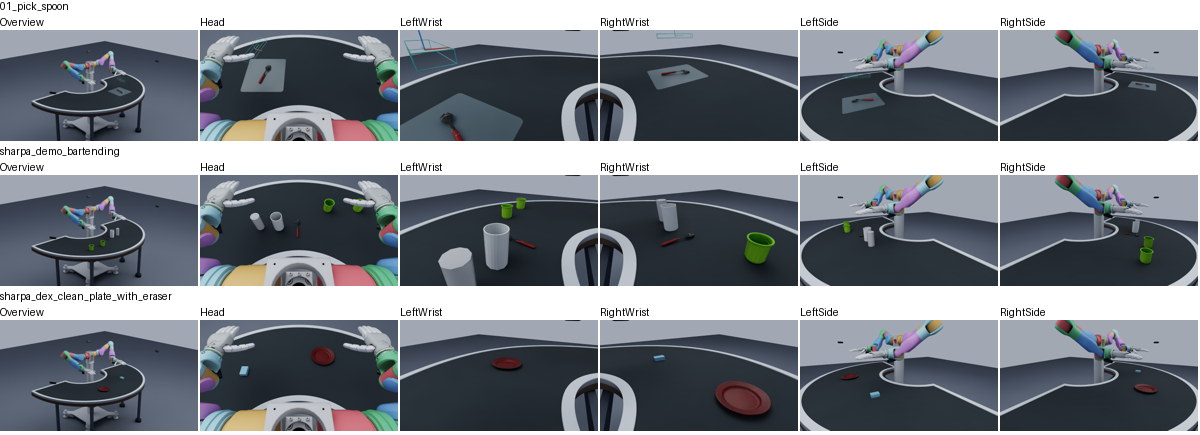 01_pick_spoon
Overview Head LeftWrist RightWrist LeftSide RightSide
sharpa_demo_bartending
Overview Head LeftWrist RightWrist LeftSide RightSide
sharpa_dex_clean_plate_with_eraser
Overview Head LeftWrist RightWrist LeftSide RightSide